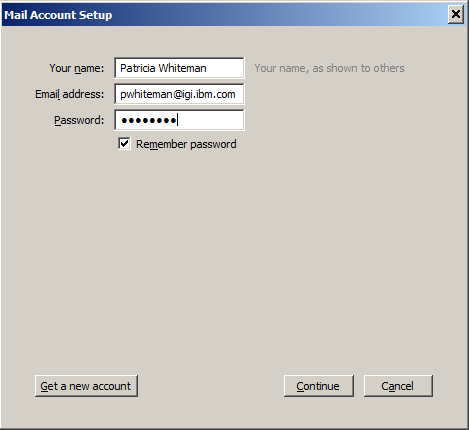 Mail Account Setup
Your name: Patricia Whiteman Your name, as shown to others
Email address: pwhiteman@igi.ibm.com
Password: ●●●●●●●●
Remember password
Get a new account Continue Cancel